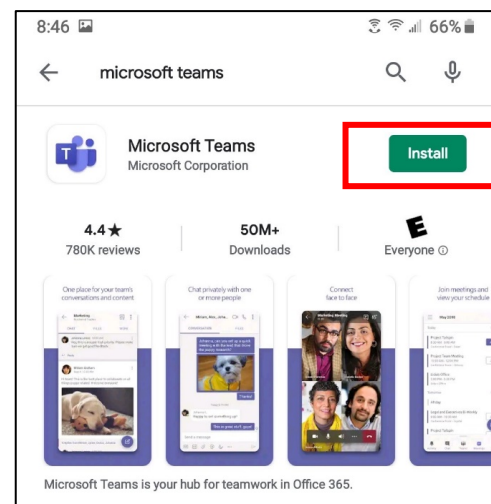 8:46 66%
microsoft teams
Microsoft Teams
Microsoft Corporation
Install
4.4★ 50M+ E
780K reviews Downloads Everyone
One place for your team's
conversations and content
Chat privately with one
or more people
Connect
face to face
Join meetings and
view your schedule
Microsoft Teams is your hub for teamwork in Office 365.